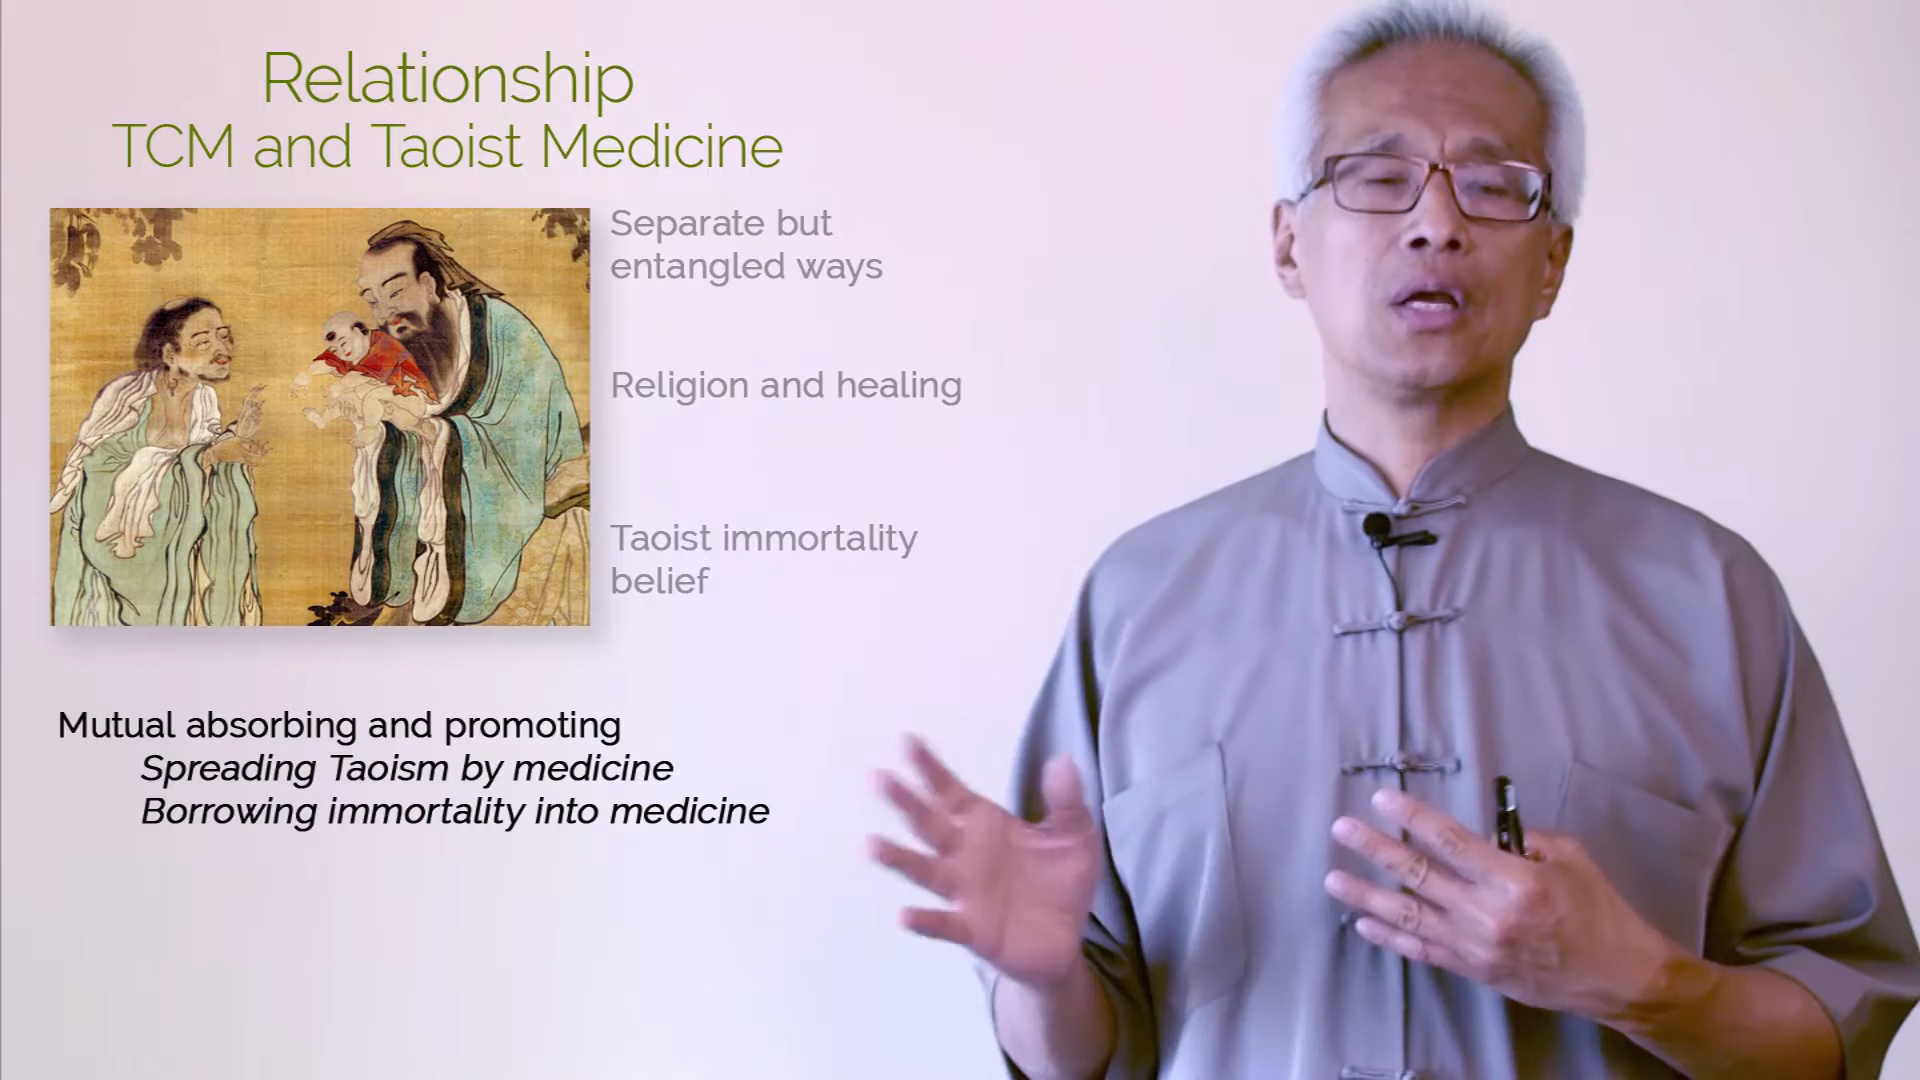 Relationship
TCM and Taoist Medicine
Separate but
entangled ways
Religion and healing
Taoist immortality
belief
Mutual absorbing and promoting
Spreading Taoism by medicine
Borrowing immortality into medicine